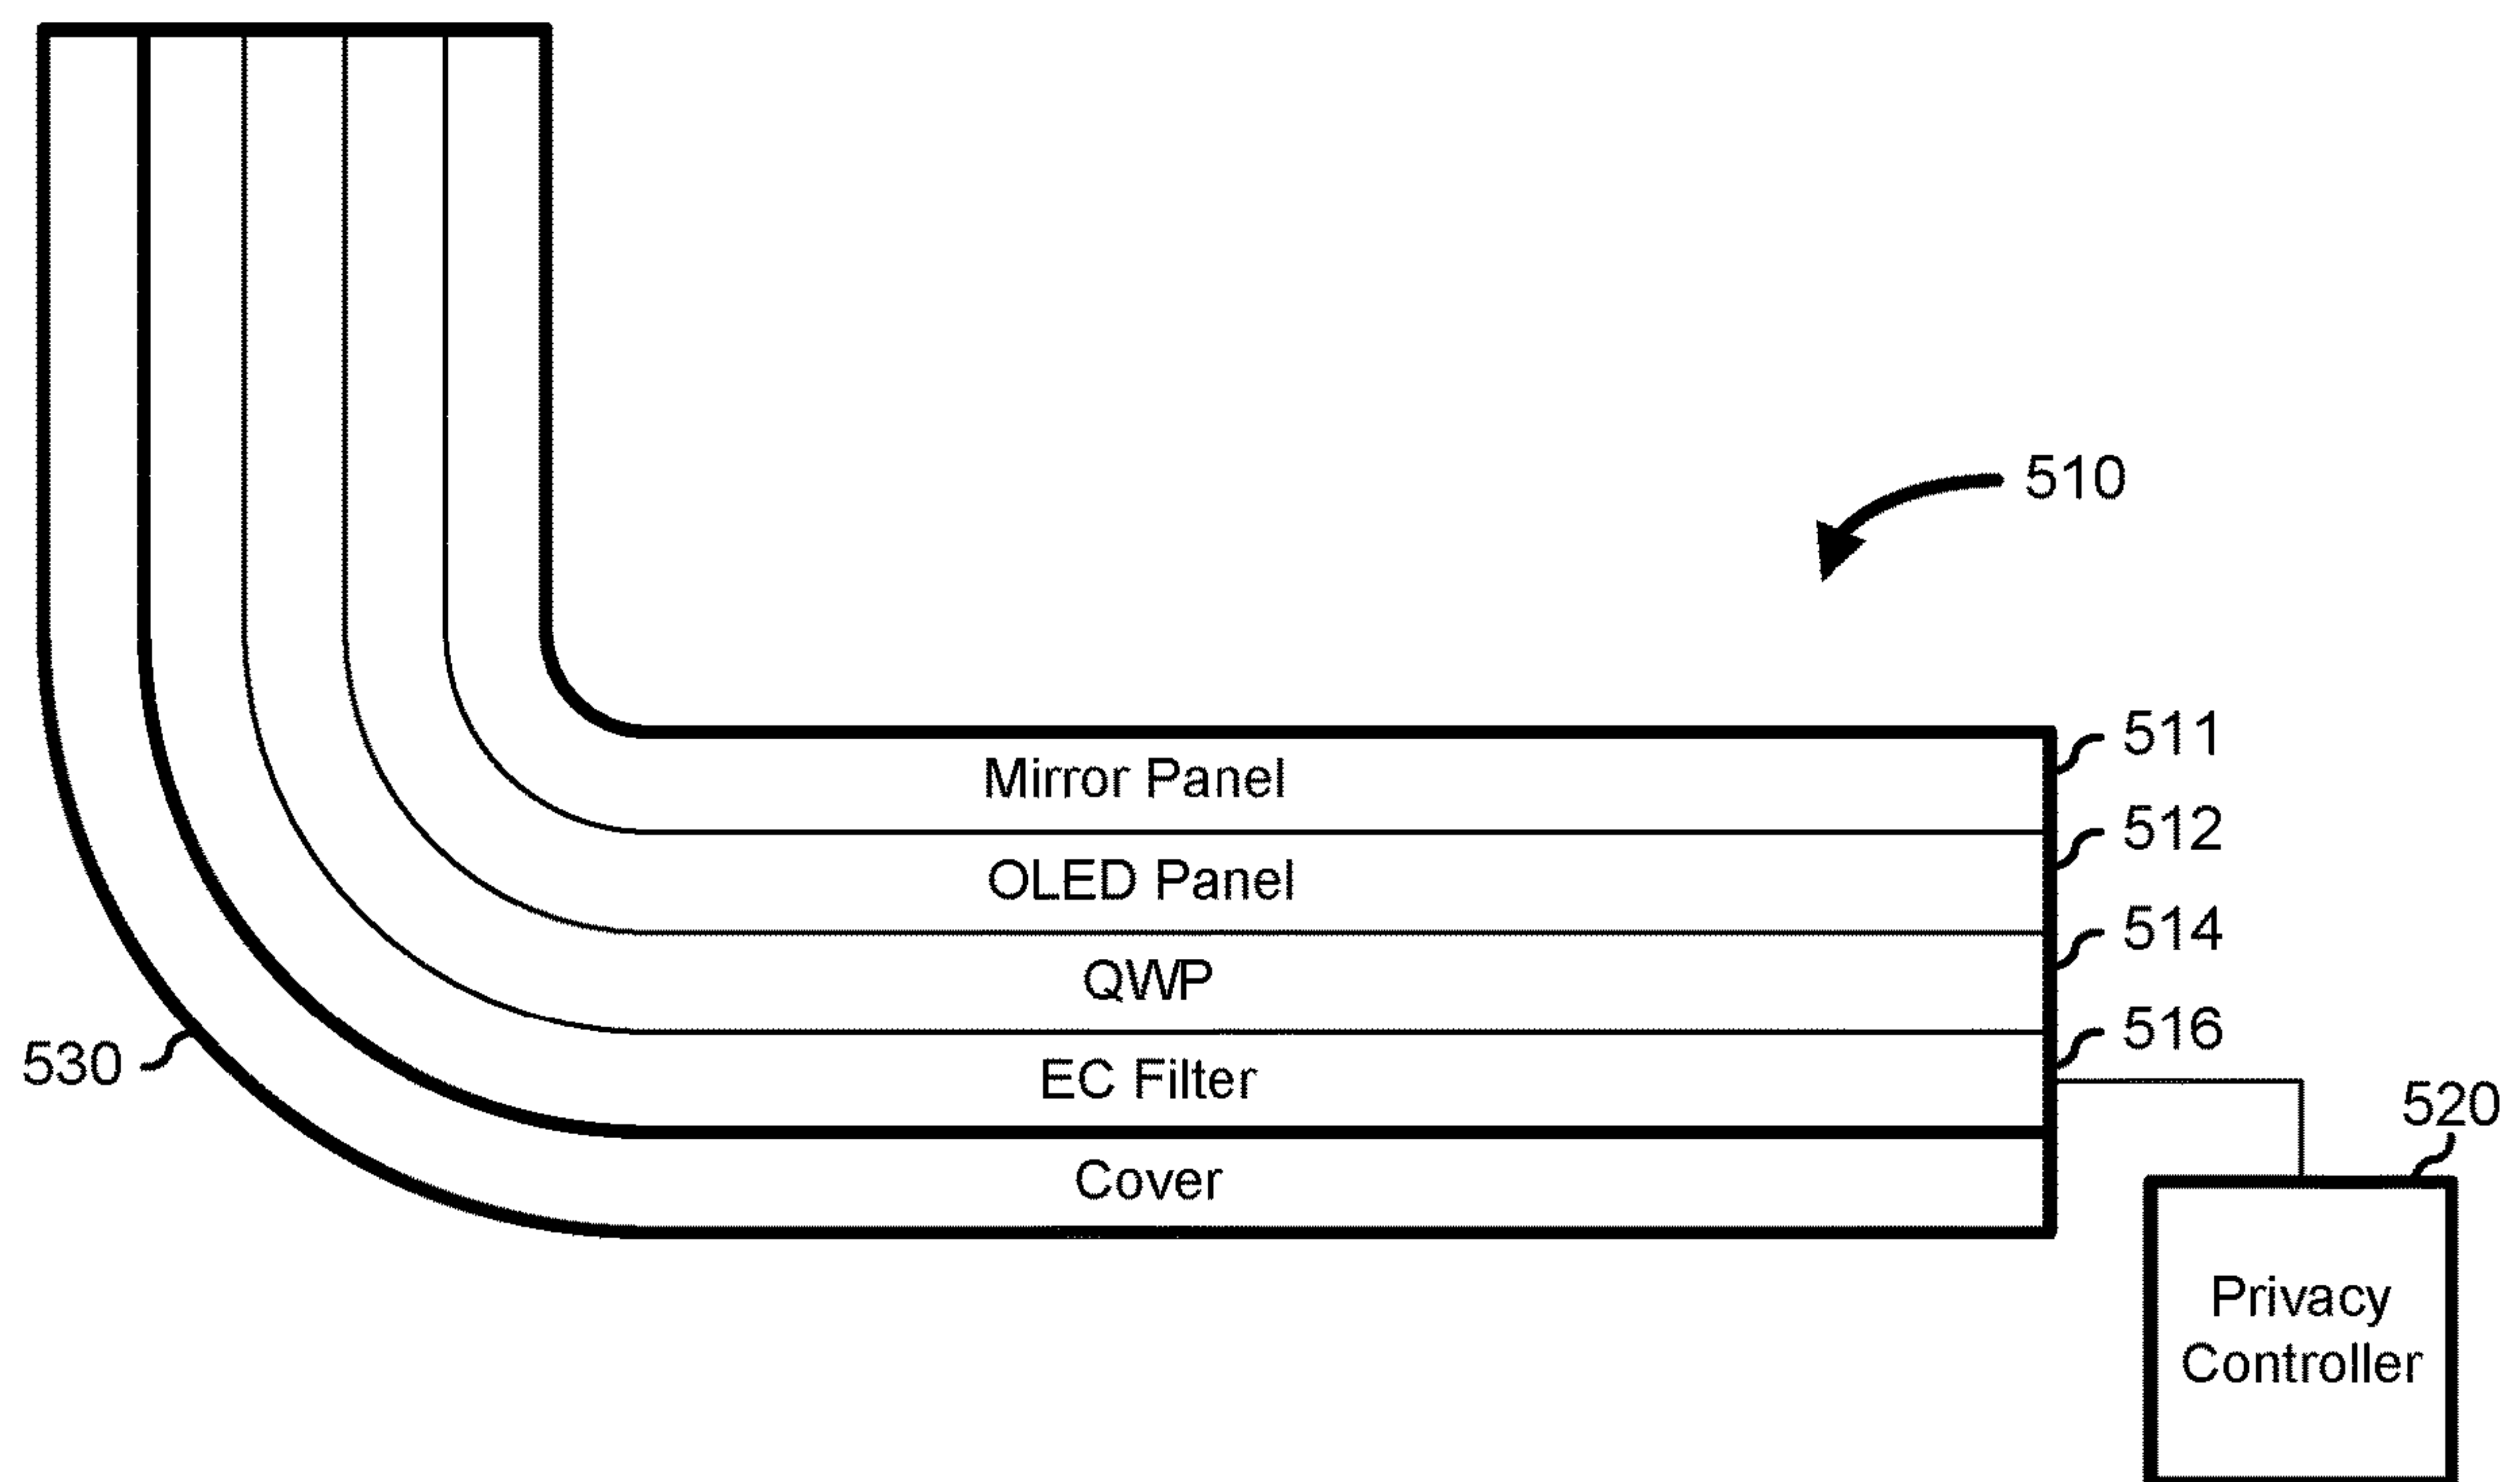 510
511
Mirror Panel
512
OLED Panel
514
QWP
516
EC Filter
530
520
Cover
Privacy
Controller